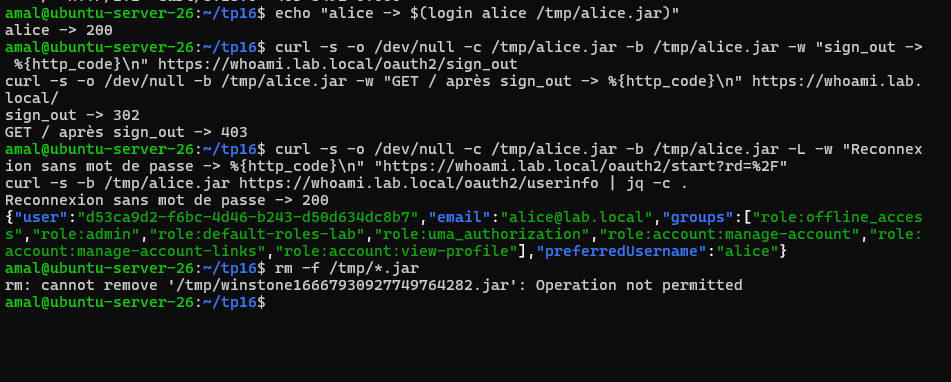 amal@ubuntu-server-26:~/tp16$ echo "alice -> $(login alice /tmp/alice.jar)"
alice -> 200
amal@ubuntu-server-26:~/tp16$ curl -s -o /dev/null -c /tmp/alice.jar -b /tmp/alice.jar -w "sign_out ->
 %{http_code}\n" https://whoami.lab.local/oauth2/sign_out
curl -s -o /dev/null -b /tmp/alice.jar -w "GET / après sign_out -> %{http_code}\n" https://whoami.lab.
local/
sign_out -> 302
GET / après sign_out -> 403
amal@ubuntu-server-26:~/tp16$ curl -s -o /dev/null -c /tmp/alice.jar -b /tmp/alice.jar -L -w "Reconnex
ion sans mot de passe -> %{http_code}\n" "https://whoami.lab.local/oauth2/start?rd=%2F"
curl -s -b /tmp/alice.jar https://whoami.lab.local/oauth2/userinfo | jq -c .
Reconnexion sans mot de passe -> 200
{"user":"d53ca9d2-f6bc-4d46-b243-d50d634dc8b7","email":"alice@lab.local","groups":["role:offline_acces
s","role:admin","role:default-roles-lab","role:uma_authorization","role:account:manage-account","role:
account:manage-account-links","role:account:view-profile"],"preferredUsername":"alice"}
amal@ubuntu-server-26:~/tp16$ rm -f /tmp/*.jar
rm: cannot remove '/tmp/winstone16667930927749764282.jar': Operation not permitted
amal@ubuntu-server-26:~/tp16$